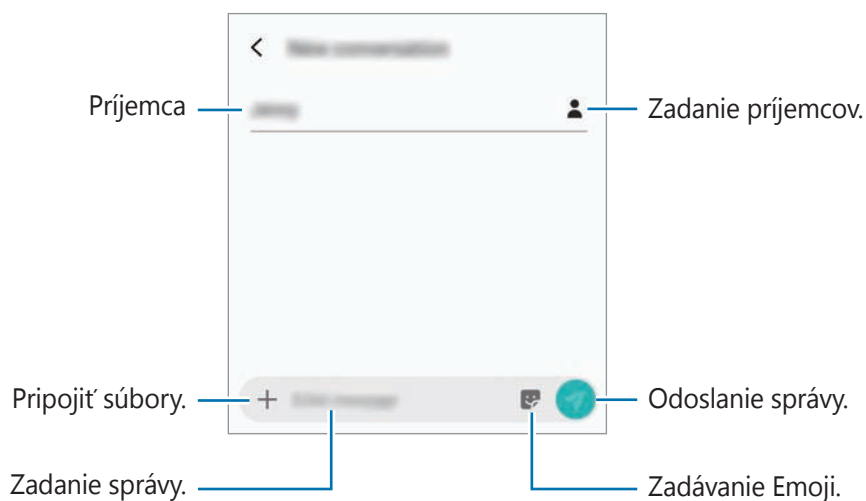 Príjemca
Zadanie príjemcov.
Pripojiť súbory.
Odoslanie správy.
Zadanie správy.
Zadávanie Emoji.